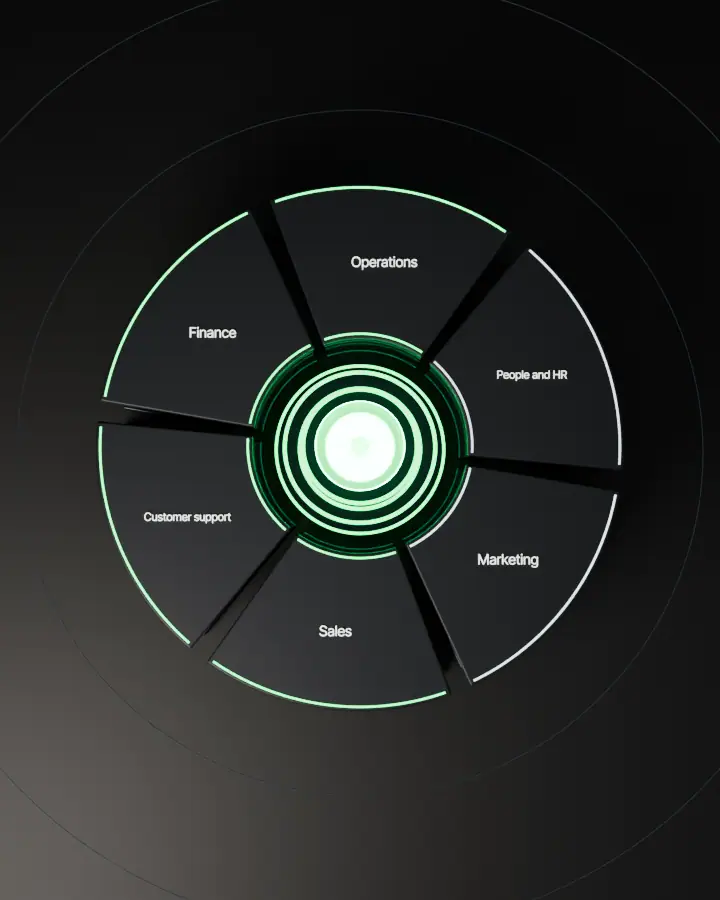 Operations
Finance
People and HR
Customer support
Marketing
Sales